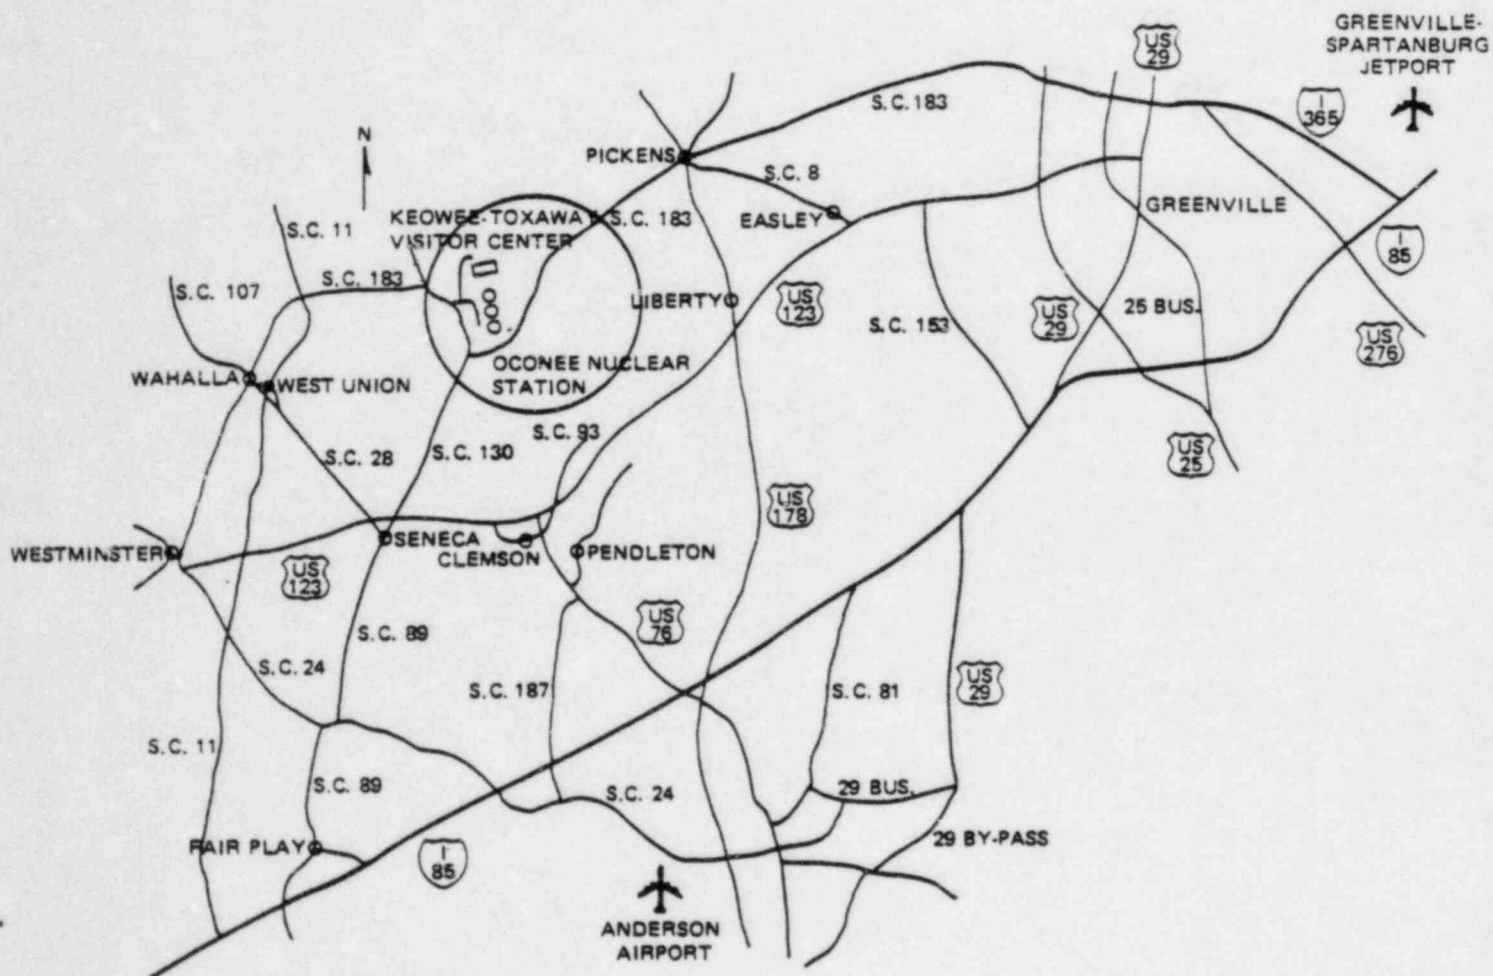 GREENVILLE-
SPARTANBURG
JETPORT
US
29
S.C. 183
I
365
N
PICKENS
S.C. 8
KEOWEE-TOXAWA
VISITOR CENTER
S.C. 183
EASLEY
GREENVILLE
S.C. 11
I
85
S.C. 107
S.C. 183
LIBERTY
US
123
S.C. 153
US
29
25 BUS.
US
276
WAHALLA
WEST UNION
OCONEE NUCLEAR
STATION
S.C. 93
S.C. 28
S.C. 130
US
25
US
178
WESTMINSTER
SENECA
CLEMSON
PENDLETON
US
123
US
76
S.C. 89
S.C. 24
S.C. 187
S.C. 81
US
29
S.C. 11
S.C. 89
S.C. 24
29 BUS.
FAIR PLAY
I
85
29 BY-PASS
ANDERSON
AIRPORT